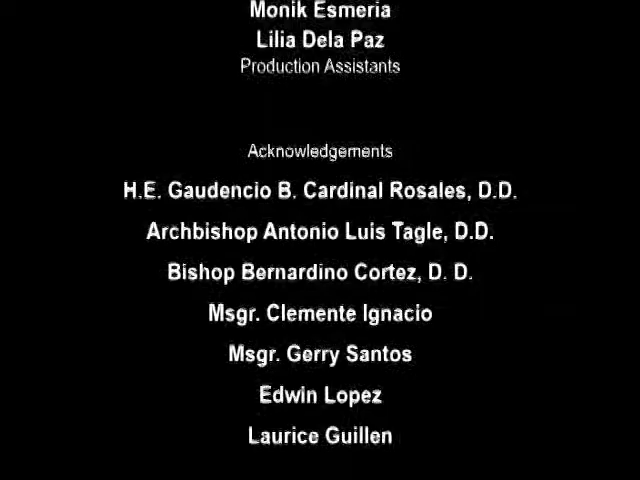 Monik Esmeria
Lilia Dela Paz
Production Assistants
Acknowledgements
H.E. Gaudencio B. Cardinal Rosales, D.D.
Archbishop Antonio Luis Tagle, D.D.
Bishop Bernardino Cortez, D. D.
Msgr. Clemente Ignacio
Msgr. Gerry Santos
Edwin Lopez
Laurice Guillen